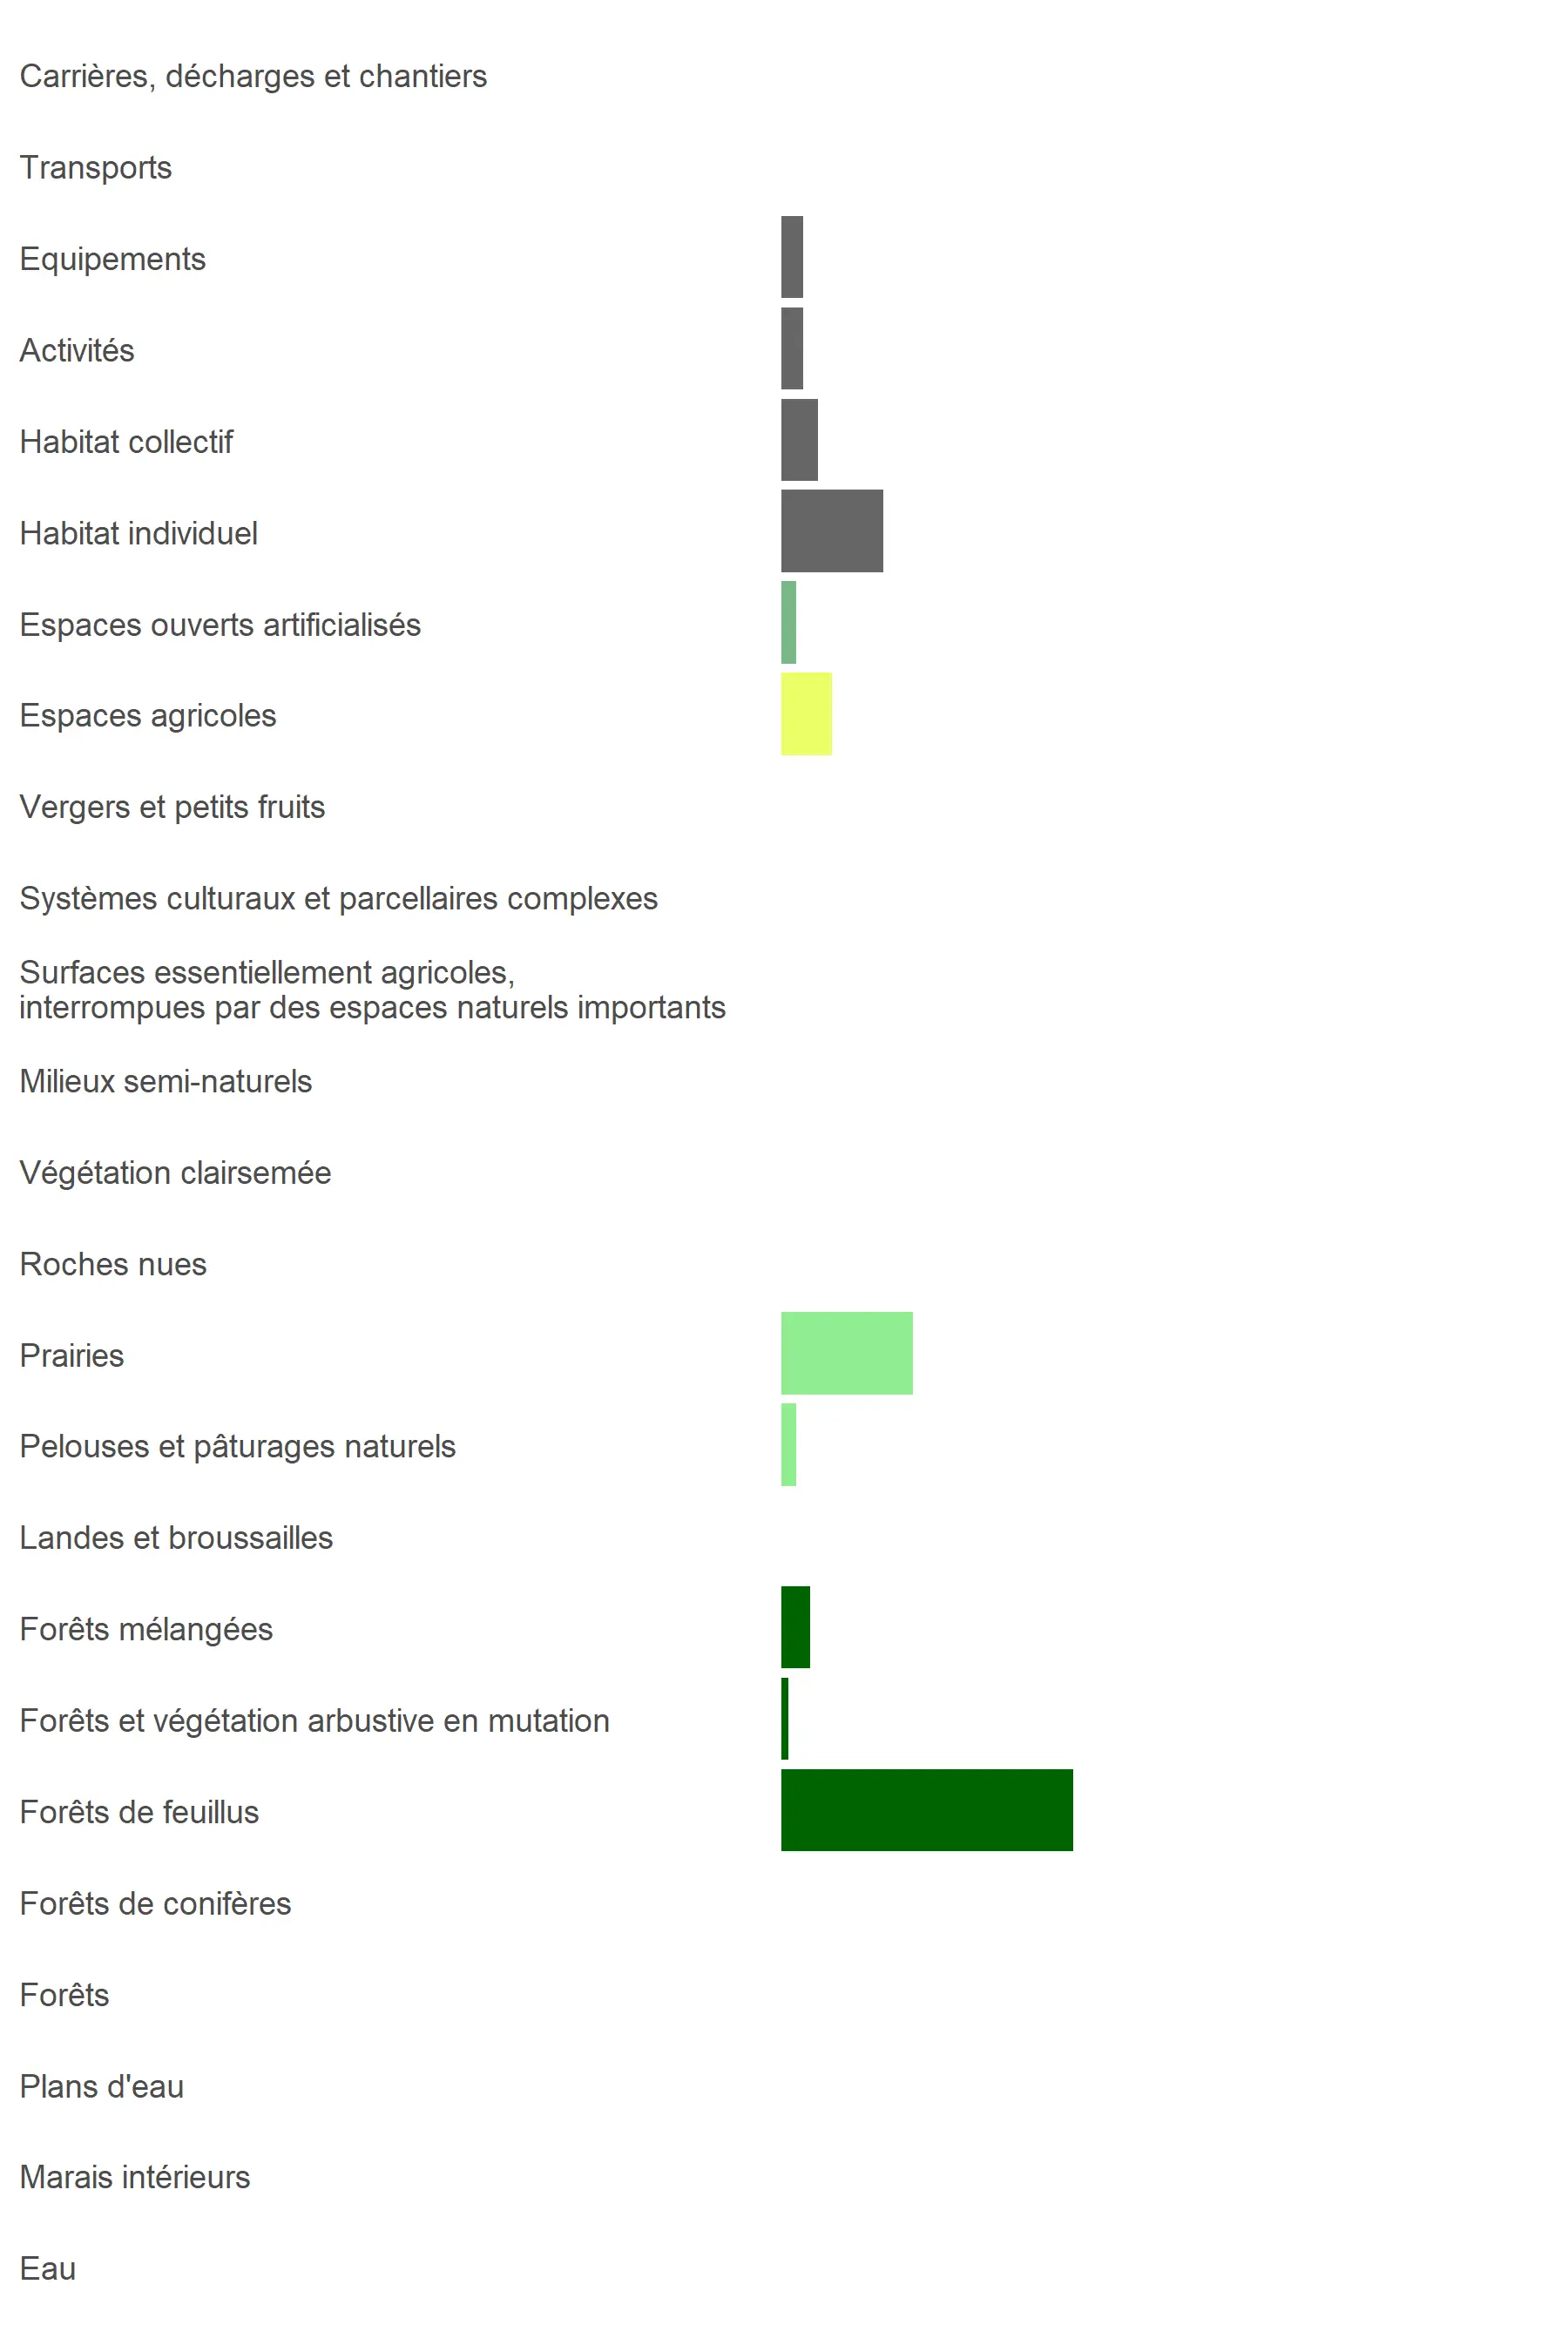 Carrières, décharges et chantiers
Transports
Equipements
Activités
Habitat collectif
Habitat individuel
Espaces ouverts artificialisés
Espaces agricoles
Vergers et petits fruits
Systèmes culturaux et parcellaires complexes
Surfaces essentiellement agricoles,
interrompues par des espaces naturels importants
Milieux semi-naturels
Végétation clairsemée
Roches nues
Prairies
Pelouses et pâturages naturels
Landes et broussailles
Forêts mélangées
Forêts et végétation arbustive en mutation
Forêts de feuillus
Forêts de conifères
Forêts
Plans d'eau
Marais intérieurs
Eau